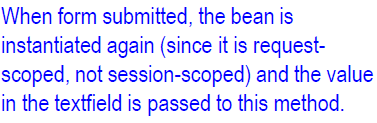 When form submitted, the bean is
instantiated again (since it is request-
scoped, not session-scoped) and the value
in the textfield is passed to this method.